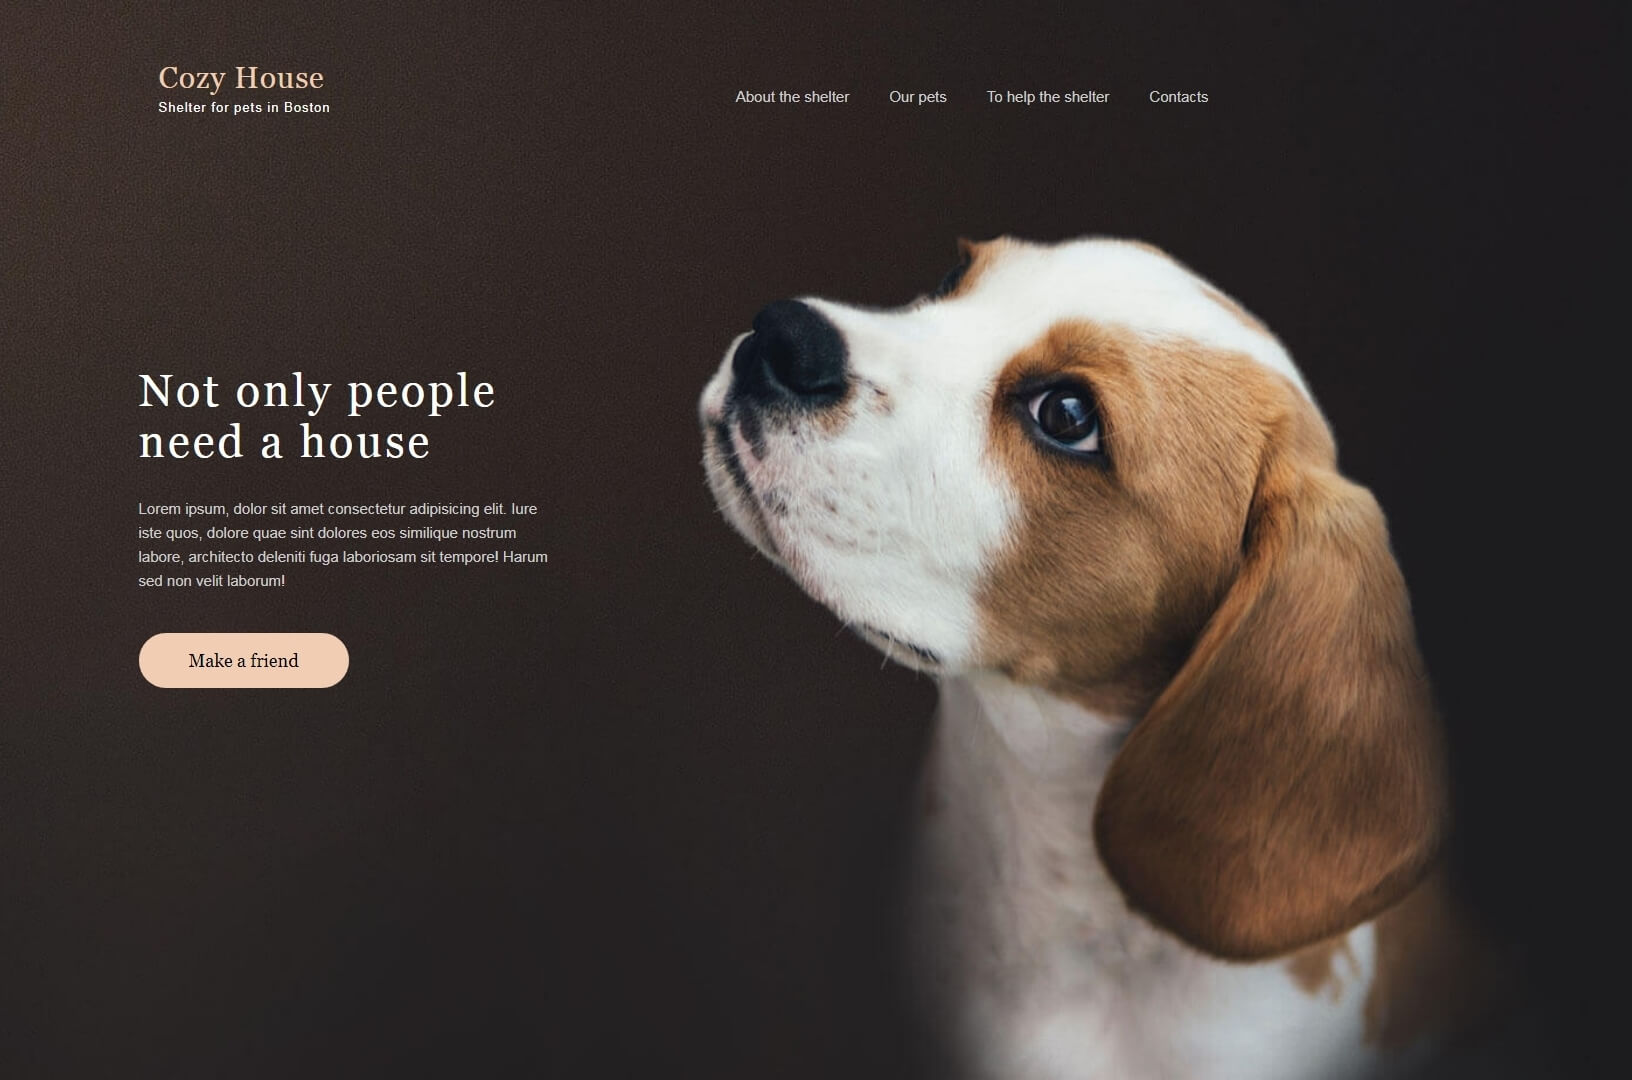 Cozy House
Shelter for pets in Boston
About the shelter
Our pets
To help the shelter
Contacts
Not only people
need a house
Lorem ipsum, dolor sit amet consectetur adipisicing elit. Iure
iste quos, dolore quae sint dolores eos similique nostrum
labore, architecto deleniti fuga laboriosam sit tempore! Harum
sed non velit laborum!
Make a friend